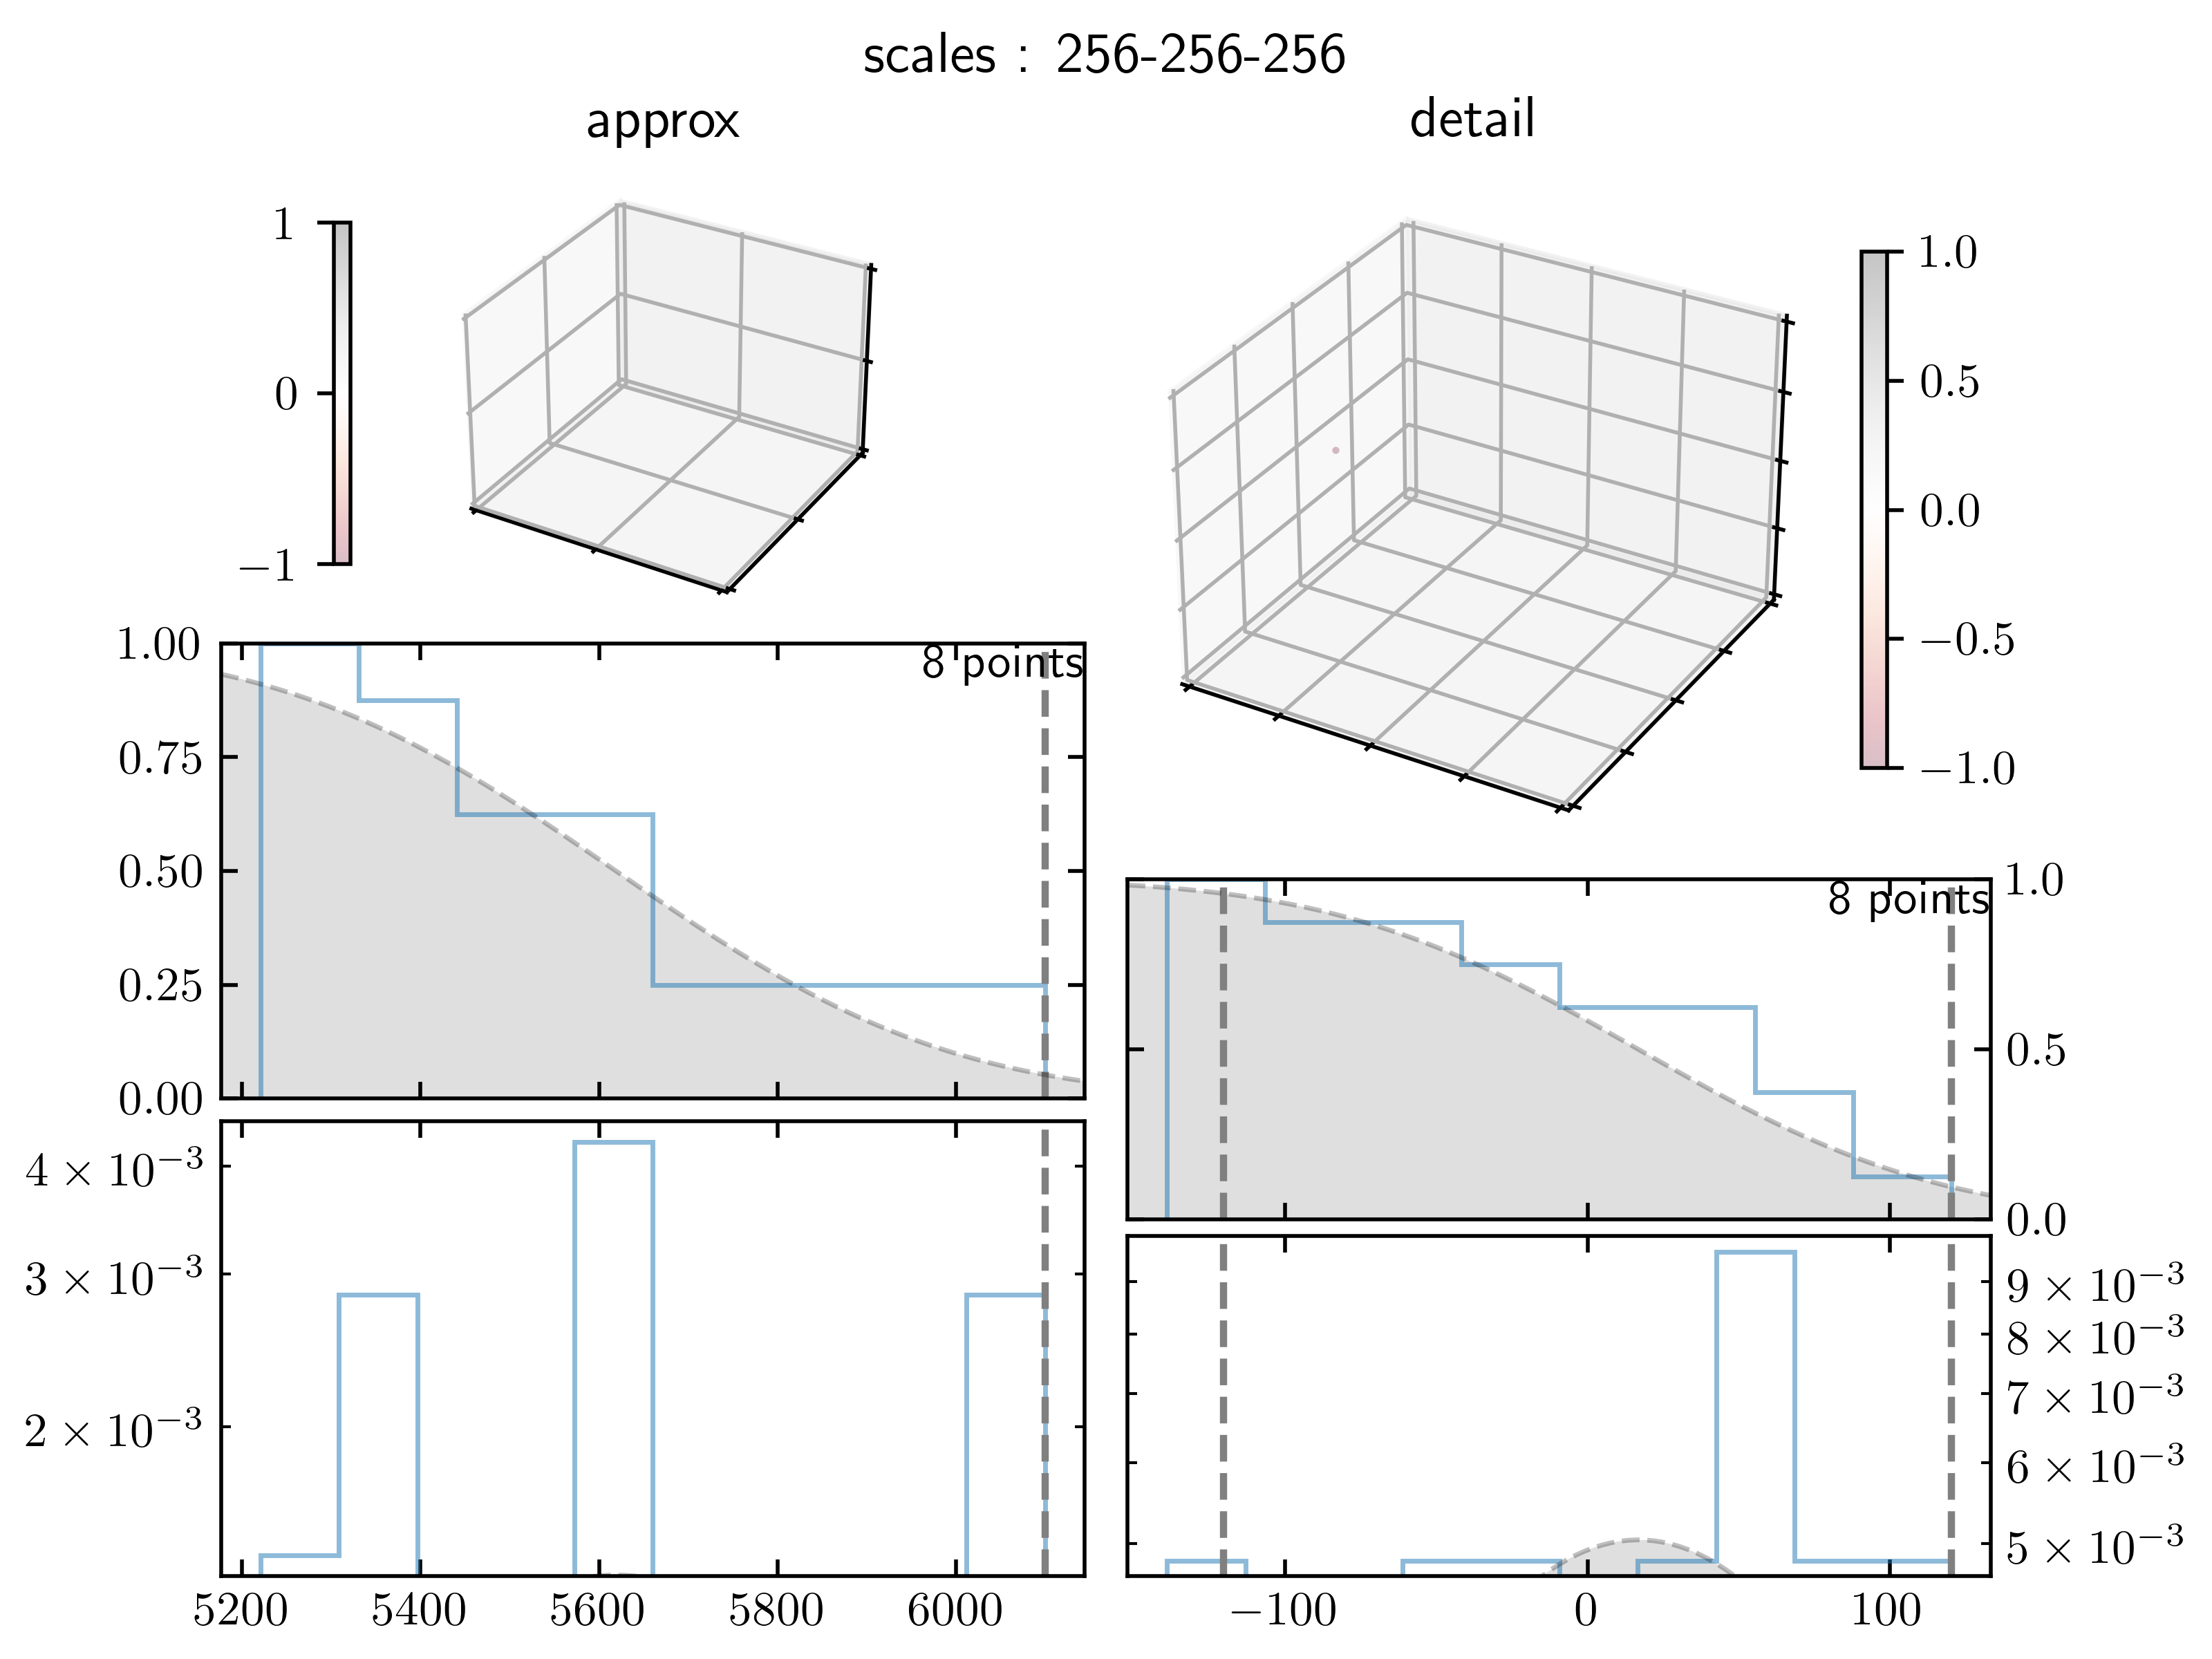 scales : 256-256-256
approx
detail
1
0
−1
1.0
0.5
0.0
−0.5
−1.0
8 points
1.00
0.75
0.50
0.25
0.00
8 points
1.0
0.5
0.0
4 × 10⁻³
3 × 10⁻³
2 × 10⁻³
9 × 10⁻³
8 × 10⁻³
7 × 10⁻³
6 × 10⁻³
5 × 10⁻³
5200 5400 5600 5800 6000
−100 0 100